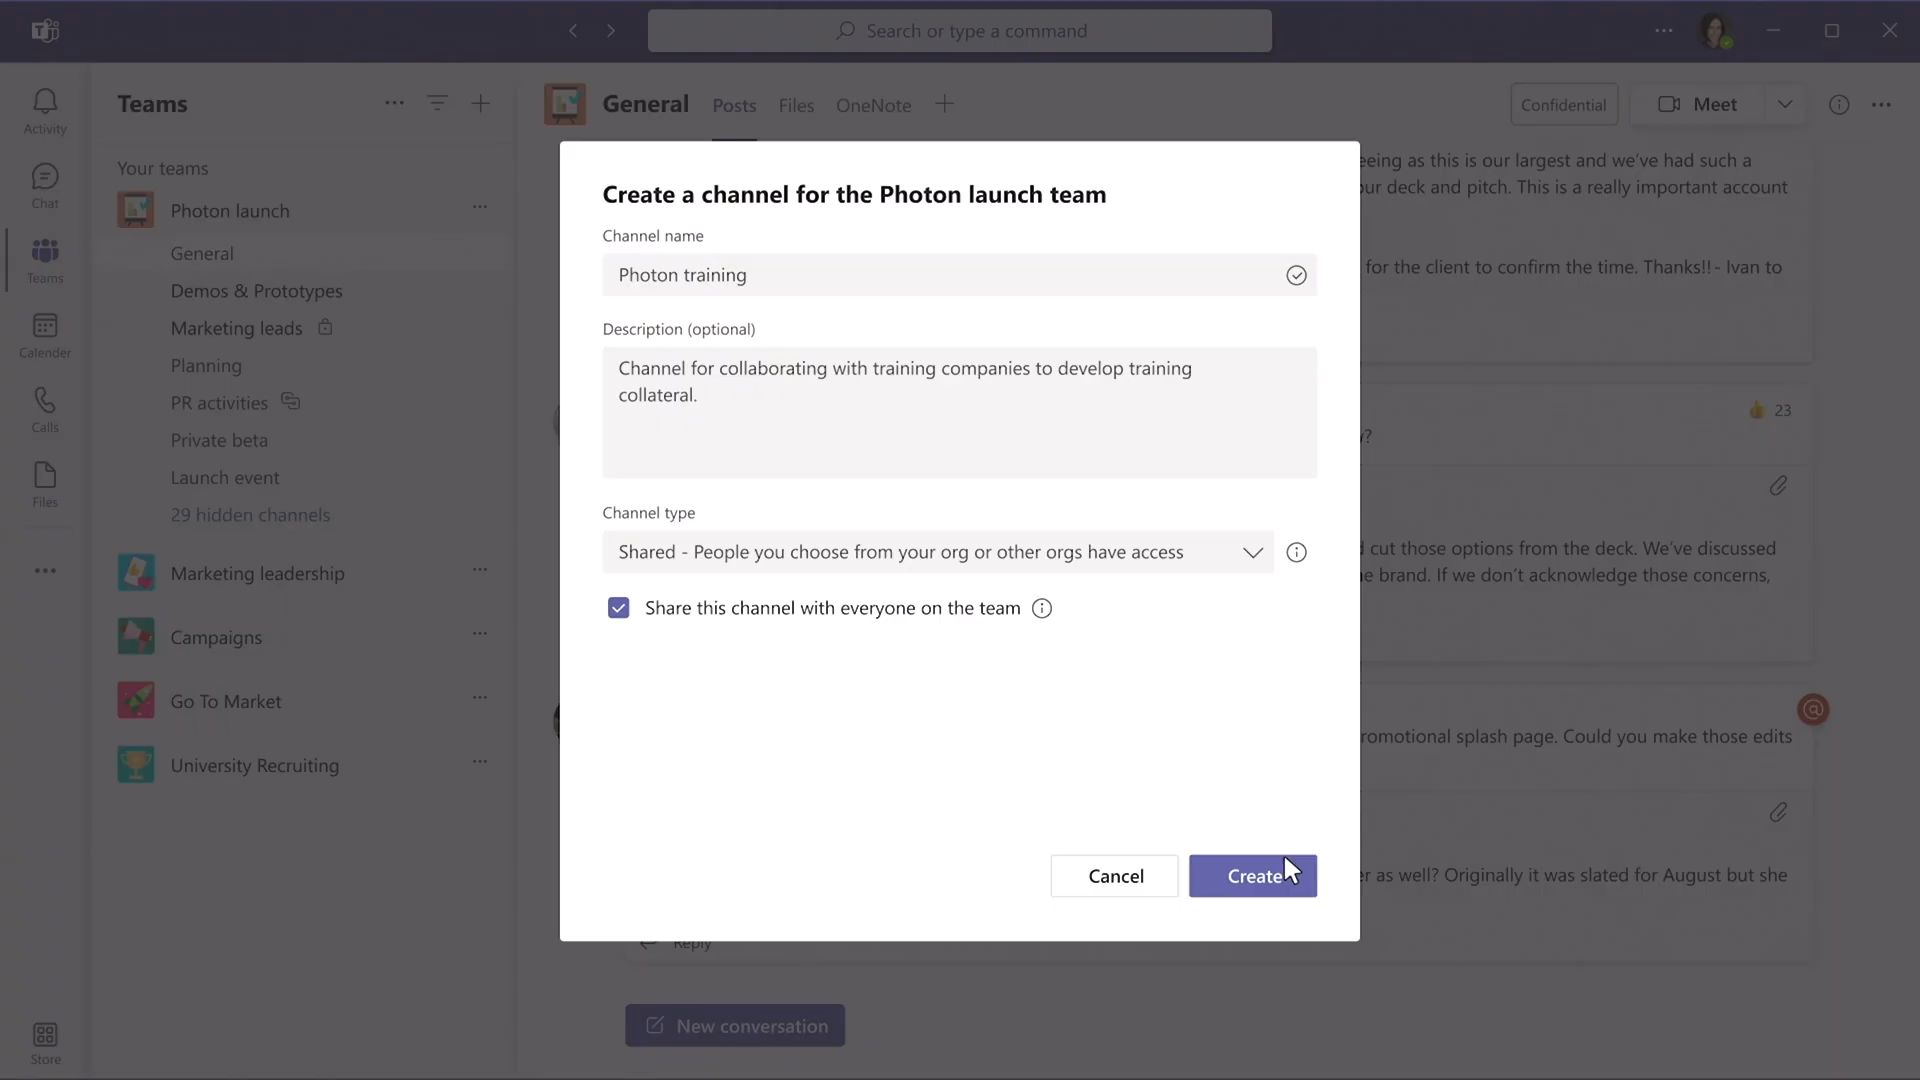 Search or type a command
Activity
Chat
Teams
Calender
Calls
Files
Store
Teams
Your teams
Photon launch
General
Demos & Prototypes
Marketing leads
Planning
PR activities
Private beta
Launch event
29 hidden channels
Marketing leadership
Campaigns
Go To Market
University Recruiting
General
Posts
Files
OneNote
Confidential
Meet
eeing as this is our largest and we've had such a
ur deck and pitch. This is a really important account
for the client to confirm the time. Thanks!! - Ivan to
23
?
cut those options from the deck. We've discussed
e brand. If we don't acknowledge those concerns,
romotional splash page. Could you make those edits
er as well? Originally it was slated for August but she
Reply
New conversation
Create a channel for the Photon launch team
Channel name
Photon training
Description (optional)
Channel for collaborating with training companies to develop training
collateral.
Channel type
Shared - People you choose from your org or other orgs have access
Share this channel with everyone on the team
Cancel
Create